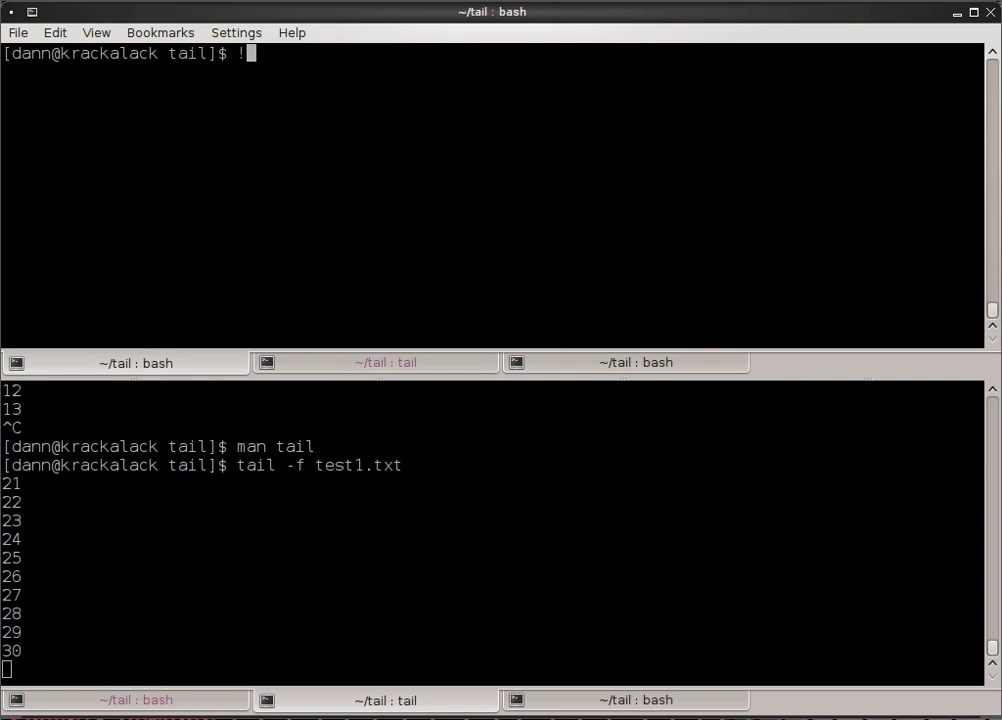 ~/tail : bash
File Edit View Bookmarks Settings Help
[dann@krackalack tail]$ !
~/tail : bash ~/tail : tail ~/tail : bash
12
13
^C
[dann@krackalack tail]$ man tail
[dann@krackalack tail]$ tail -f test1.txt
21
22
23
24
25
26
27
28
29
30
~/tail : bash ~/tail : tail ~/tail : bash